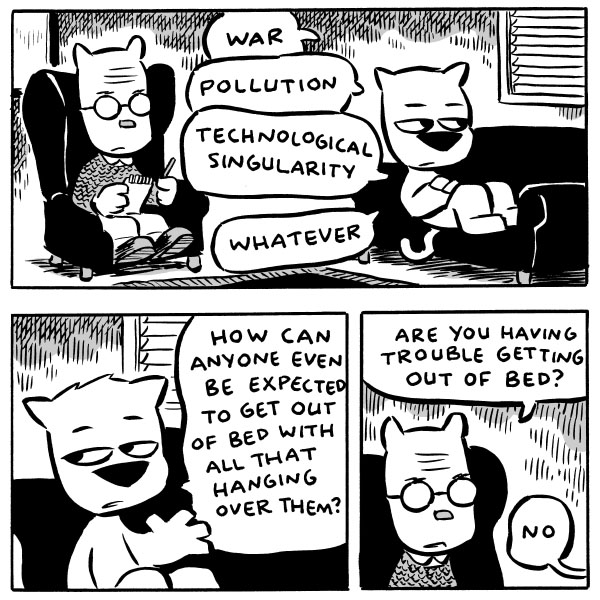 WAR
POLLUTION
TECHNOLOGICAL
SINGULARITY
WHATEVER
HOW CAN
ANYONE EVEN
BE EXPECTED
TO GET OUT
OF BED WITH
ALL THAT
HANGING
OVER THEM?
ARE YOU HAVING
TROUBLE GETTING
OUT OF BED?
NO